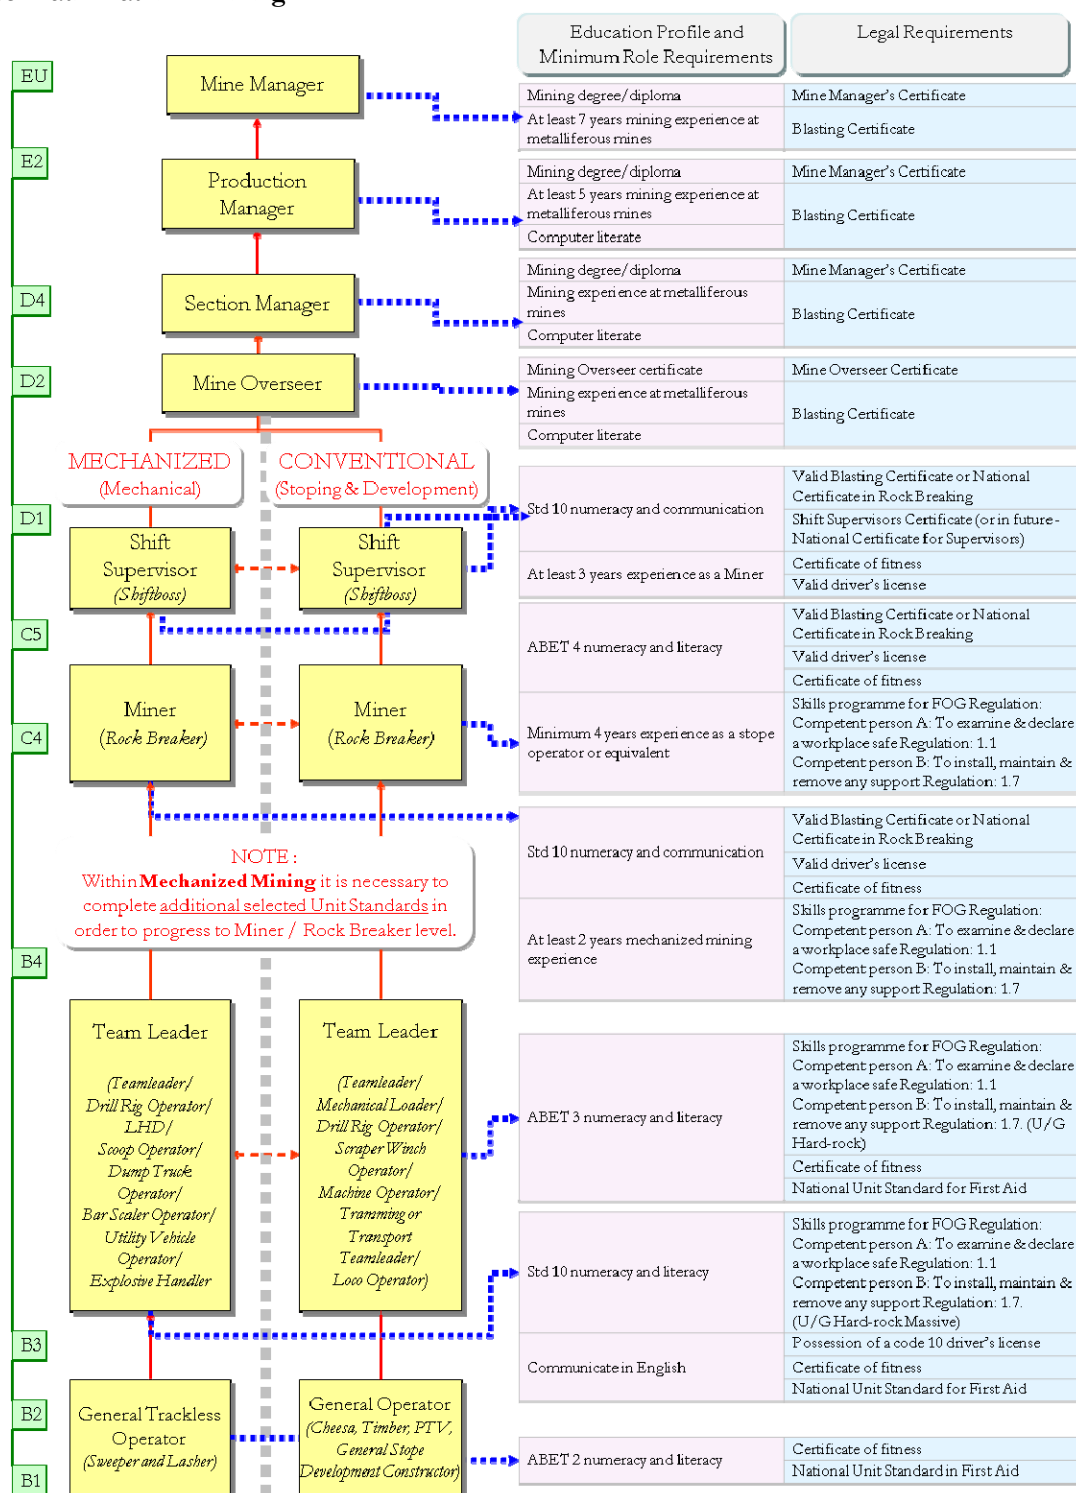 Education Profile and
Minimum Role Requirements
Legal Requirements
EU
Mine Manager
Mining degree/diploma
Mine Manager's Certificate
At least 7 years mining experience at
metalliferous mines
Blasting Certificate
E2
Production
Manager
Mining degree/diploma
Mine Manager's Certificate
At least 5 years mining experience at
metalliferous mines
Blasting Certificate
Computer literate
D4
Section Manager
Mining degree/diploma
Mine Manager's Certificate
Mining experience at metalliferous
mines
Blasting Certificate
Computer literate
D2
Mine Overseer
Mining Overseer certificate
Mine Overseer Certificate
Mining experience at metalliferous
mines
Blasting Certificate
Computer literate
MECHANIZED
(Mechanical)
CONVENTIONAL
(Stoping & Development)
D1
Shift
Supervisor
(Shiftboss)
Shift
Supervisor
(Shiftboss)
Std 10 numeracy and communication
Valid Blasting Certificate or National
Certificate in Rock Breaking
Shift Supervisors Certificate (or in future -
National Certificate for Supervisors)
At least 3 years experience as a Miner
Certificate of fitness
Valid driver's license
C5
ABET 4 numeracy and literacy
Valid Blasting Certificate or National
Certificate in Rock Breaking
Valid driver's license
Certificate of fitness
C4
Miner
(Rock Breaker)
Miner
(Rock Breaker)
Minimum 4 years experience as a stope
operator or equivalent
Skills programme for FOG Regulation:
Competent person A: To examine & declare
a workplace safe Regulation: 1.1
Competent person B: To install, maintain &
remove any support Regulation: 1.7
NOTE :
Within Mechanized Mining it is necessary to
complete additional selected Unit Standards in
order to progress to Miner / Rock Breaker level.
Std 10 numeracy and communication
Valid Blasting Certificate or National
Certificate in Rock Breaking
Valid driver's license
Certificate of fitness
At least 2 years mechanized mining
experience
Skills programme for FOG Regulation:
Competent person A: To examine & declare
a workplace safe Regulation: 1.1
Competent person B: To install, maintain &
remove any support Regulation: 1.7
B4
Team Leader
(Teamleader/
Drill Rig Operator/
LHD/
Scoop Operator/
Dump Truck
Operator/
Bar Scaler Operator/
Utility Vehicle
Operator/
Explosive Handler
Team Leader
(Teamleader/
Mechanical Loader/
Drill Rig Operator/
Scraper Winch
Operator/
Machine Operator/
Tramming or
Transport
Teamleader/
Loco Operator)
ABET 3 numeracy and literacy
Skills programme for FOG Regulation:
Competent person A: To examine & declare
a workplace safe Regulation: 1.1
Competent person B: To install, maintain &
remove any support Regulation: 1.7. (U/G
Hard-rock)
Certificate of fitness
National Unit Standard for First Aid
Std 10 numeracy and literacy
Skills programme for FOG Regulation:
Competent person A: To examine & declare
a workplace safe Regulation: 1.1
Competent person B: To install, maintain &
remove any support Regulation: 1.7.
(U/G Hard-rock Massive)
B3
Communicate in English
Possession of a code 10 driver's license
Certificate of fitness
National Unit Standard for First Aid
B2
General Trackless
Operator
(Sweeper and Lasher)
General Operator
(Cheesa, Timber, PTV,
General Stope
Development Constructor)
B1
ABET 2 numeracy and literacy
Certificate of fitness
National Unit Standard in First Aid